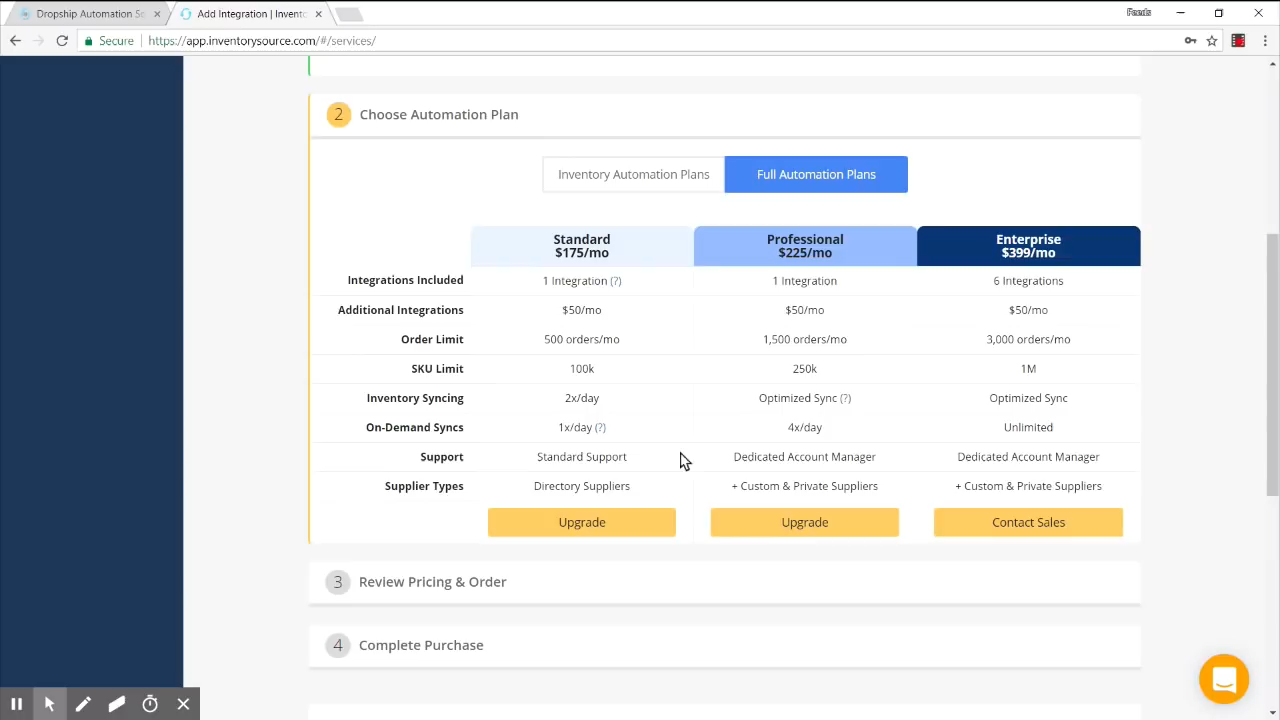 Dropship Automation So
Add Integration | Invento
Feeds
Secure https://app.inventorysource.com/#/services/
2 Choose Automation Plan
Inventory Automation Plans Full Automation Plans
Standard Professional Enterprise
$175/mo $225/mo $399/mo
Integrations Included 1 Integration (?) 1 Integration 6 Integrations
Additional Integrations $50/mo $50/mo $50/mo
Order Limit 500 orders/mo 1,500 orders/mo 3,000 orders/mo
SKU Limit 100k 250k 1M
Inventory Syncing 2x/day Optimized Sync (?) Optimized Sync
On-Demand Syncs 1x/day (?) 4x/day Unlimited
Support Standard Support Dedicated Account Manager Dedicated Account Manager
Supplier Types Directory Suppliers + Custom & Private Suppliers + Custom & Private Suppliers
Upgrade Upgrade Contact Sales
3 Review Pricing & Order
4 Complete Purchase